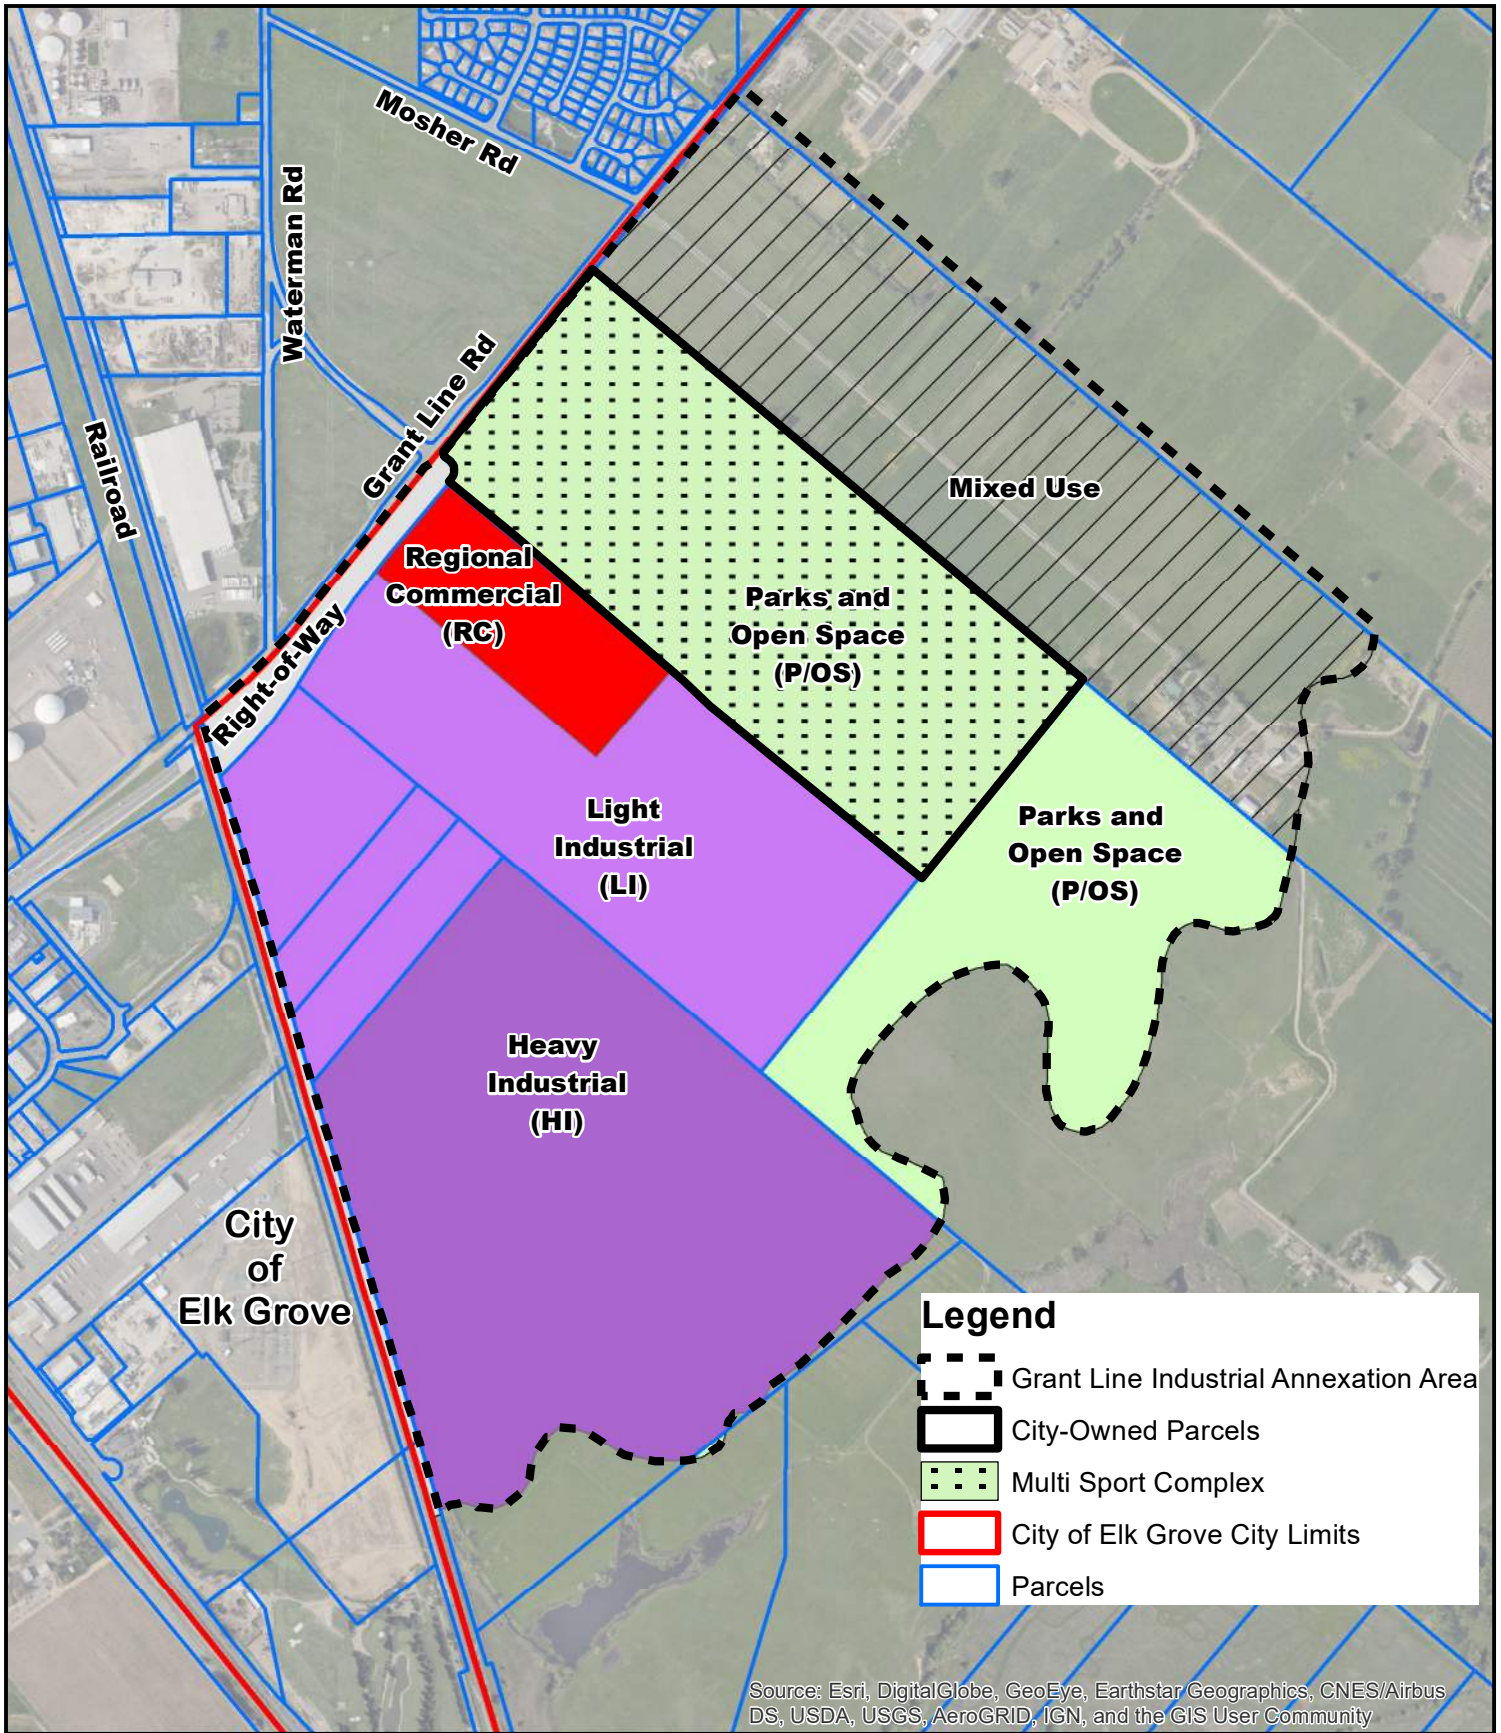 Mosher Rd
Waterman Rd
Grant Line Rd
Railroad
Mixed Use
Regional
Commercial
(RC)
Parks and
Open Space
(P/OS)
Right-of-Way
Light
Industrial
(LI)
Parks and
Open Space
(P/OS)
Heavy
Industrial
(HI)
City
of
Elk Grove
Legend
Grant Line Industrial Annexation Area
City-Owned Parcels
Multi Sport Complex
City of Elk Grove City Limits
Parcels
Source: Esri, DigitalGlobe, GeoEye, Earthstar Geographics, CNES/Airbus
DS, USDA, USGS, AeroGRID, IGN, and the GIS User Community